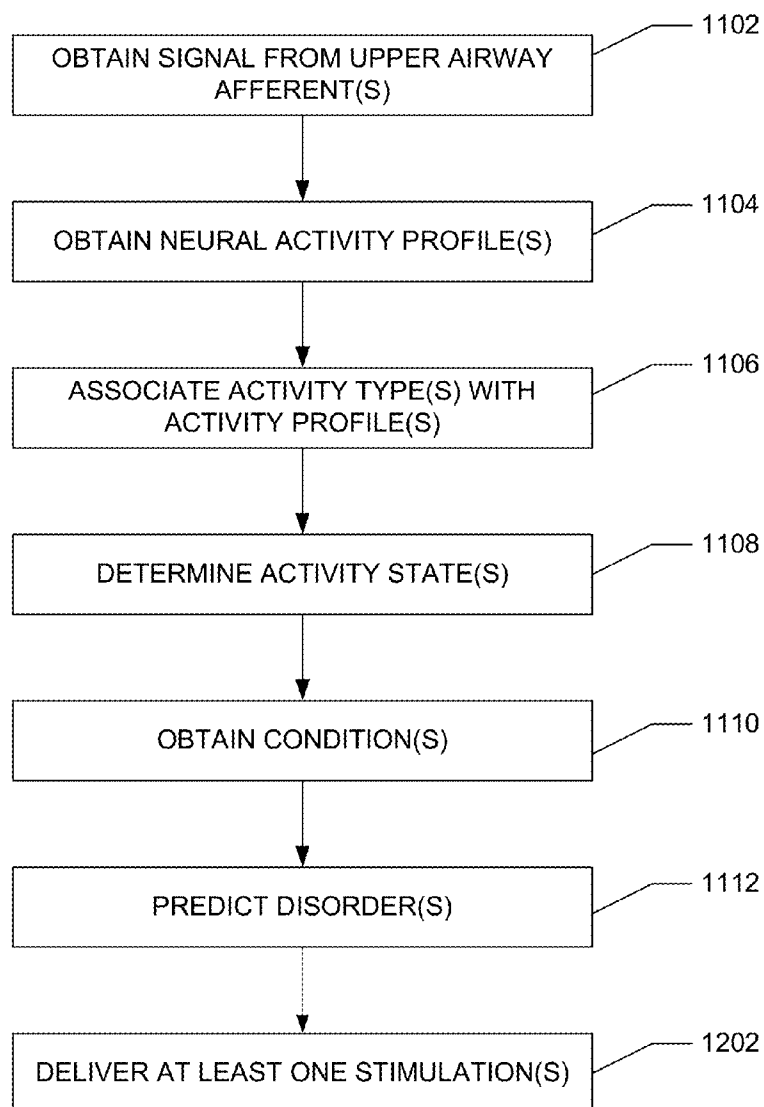 1102
OBTAIN SIGNAL FROM UPPER AIRWAY
AFFERENT(S)
1104
OBTAIN NEURAL ACTIVITY PROFILE(S)
1106
ASSOCIATE ACTIVITY TYPE(S) WITH
ACTIVITY PROFILE(S)
1108
DETERMINE ACTIVITY STATE(S)
1110
OBTAIN CONDITION(S)
1112
PREDICT DISORDER(S)
1202
DELIVER AT LEAST ONE STIMULATION(S)